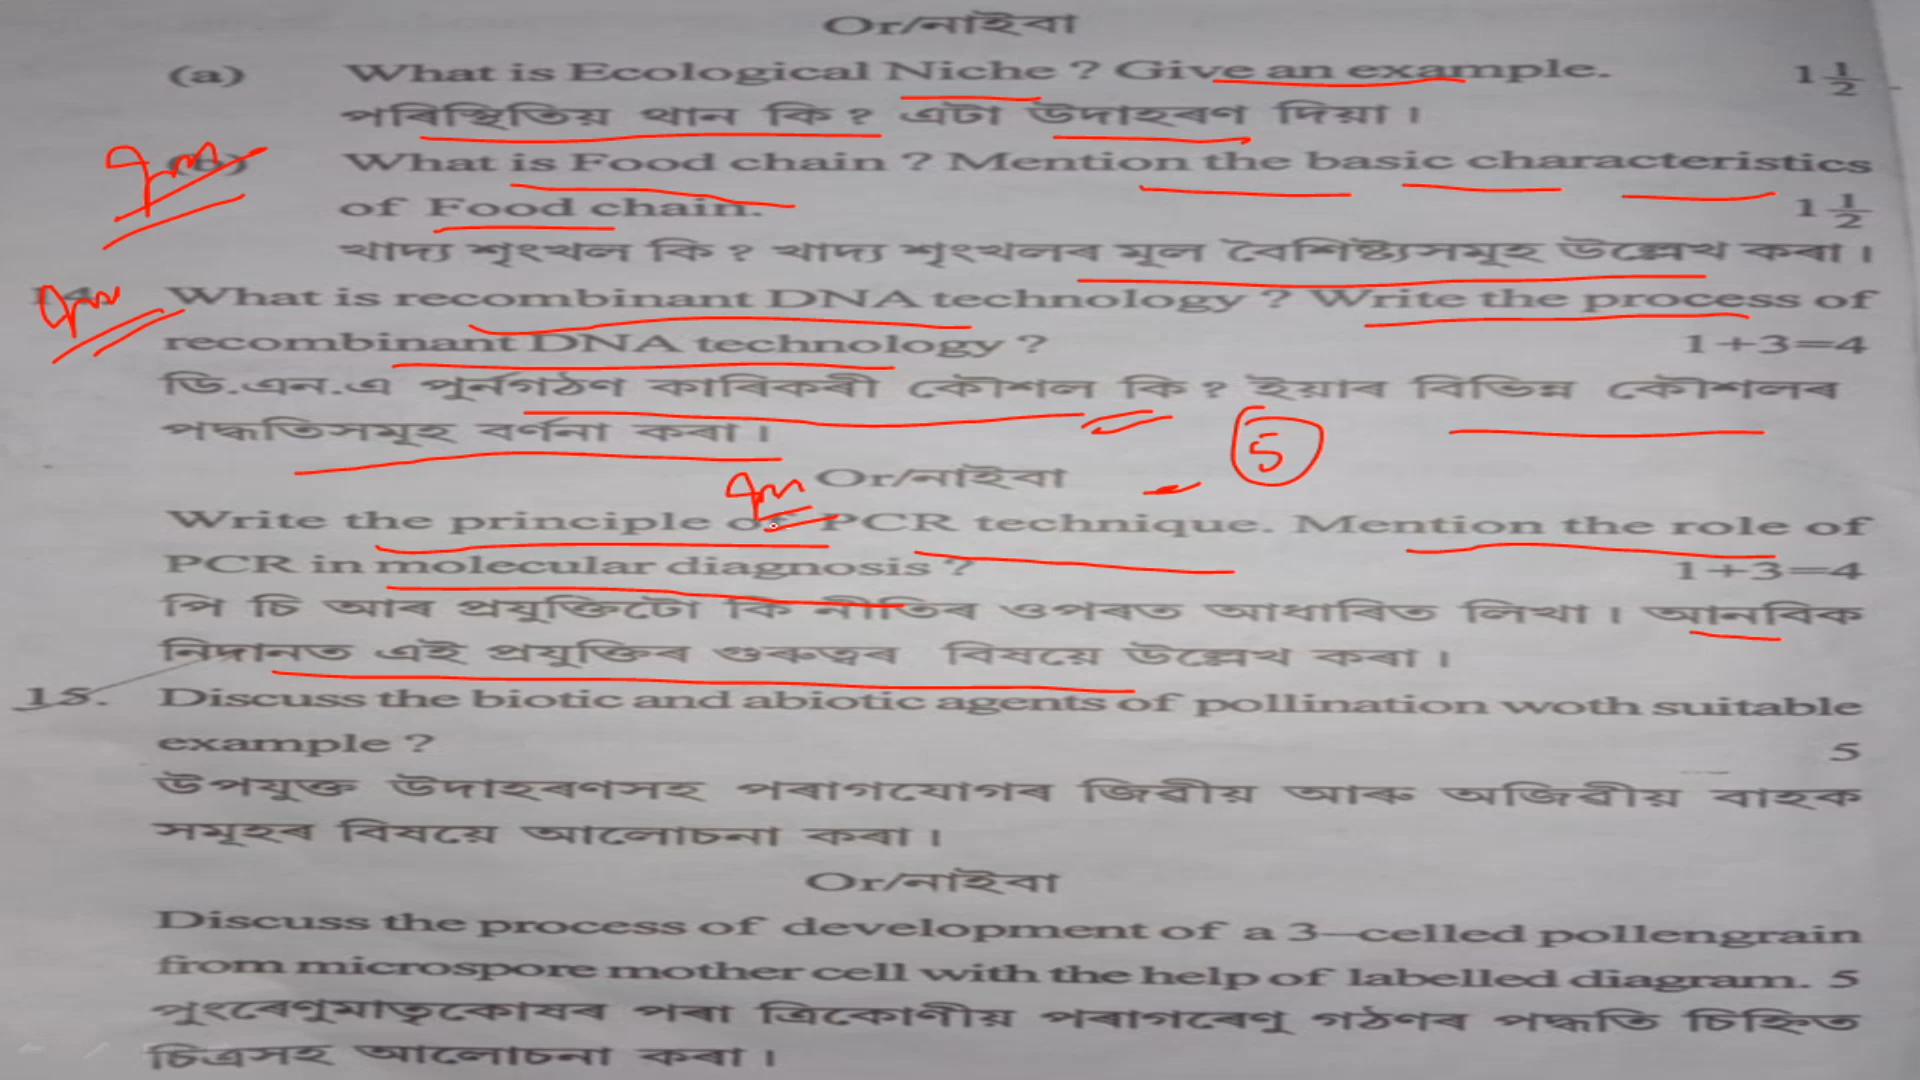 Or/নাইবা
(a) What is Ecological Niche ? Give an example. 1 1/2
পৰিস্থিতিয় থান কি? এটা উদাহৰণ দিয়া।
(b) What is Food chain ? Mention the basic characteristics
of Food chain. 1 1/2
খাদ্য শৃংখল কি? খাদ্য শৃংখলৰ মূল বৈশিষ্ট্যসমূহ উল্লেখ কৰা।
14. What is recombinant DNA technology ? Write the process of
recombinant DNA technology ? 1+3=4
ডি.এন.এ পুৰ্নগঠণ কাৰিকৰী কৌশল কি? ইয়াৰ বিভিন্ন কৌশলৰ
পদ্ধতিসমূহ বৰ্ণনা কৰা।
5
Or/নাইবা
Write the principle of PCR technique. Mention the role of
PCR in molecular diagnosis ? 1+3=4
পি চি আৰ প্ৰযুক্তিটো কি নীতিৰ ওপৰত আধাৰিত লিখা। আনবিক
নিদানত এই প্ৰযুক্তিৰ গুৰুত্বৰ বিষয়ে উল্লেখ কৰা।
15. Discuss the biotic and abiotic agents of pollination woth suitable
example ? 5
উপযুক্ত উদাহৰণসহ পৰাগযোগৰ জিৱীয় আৰু অজিৱীয় বাহক
সমূহৰ বিষয়ে আলোচনা কৰা।
Or/নাইবা
Discuss the process of development of a 3–celled pollengrain
from microspore mother cell with the help of labelled diagram. 5
পুংৰেণুমাতৃকোষৰ পৰা ত্ৰিকোণীয় পৰাগৰেণু গঠণৰ পদ্ধতি চিহ্নিত
চিত্ৰসহ আলোচনা কৰা।